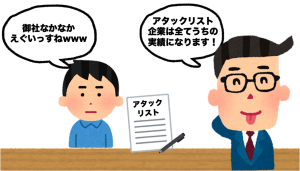 御社なかなか
えぐいっすねwww
アタックリスト
企業は全てうちの
実績になります！
アタック
リスト